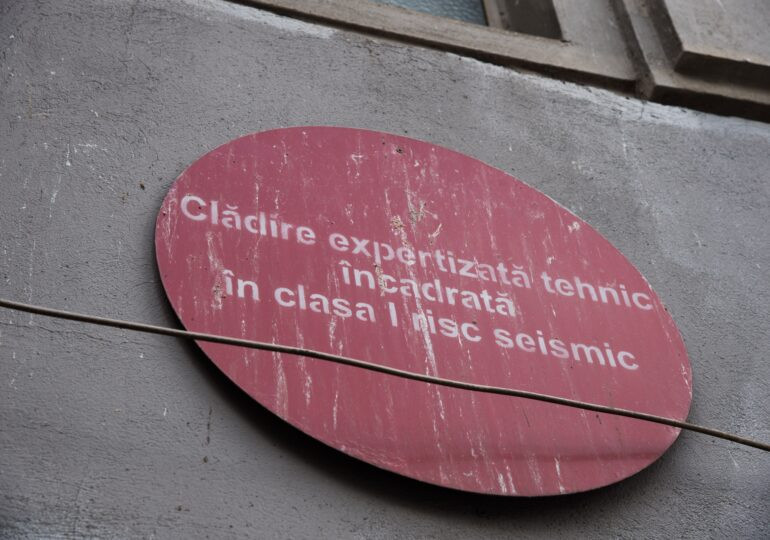 Clădire expertizată tehnic
încadrată
în clasa I risc seismic